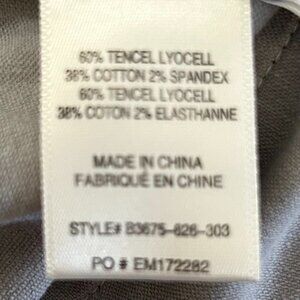 60% TENCEL LYOCELL
38% COTTON 2% SPANDEX
60% TENCEL LYOCELL
38% COTTON 2% ELASTHANNE
MADE IN CHINA
FABRIQUÉ EN CHINE
STYLE# B3675-626-303
PO # EM172282